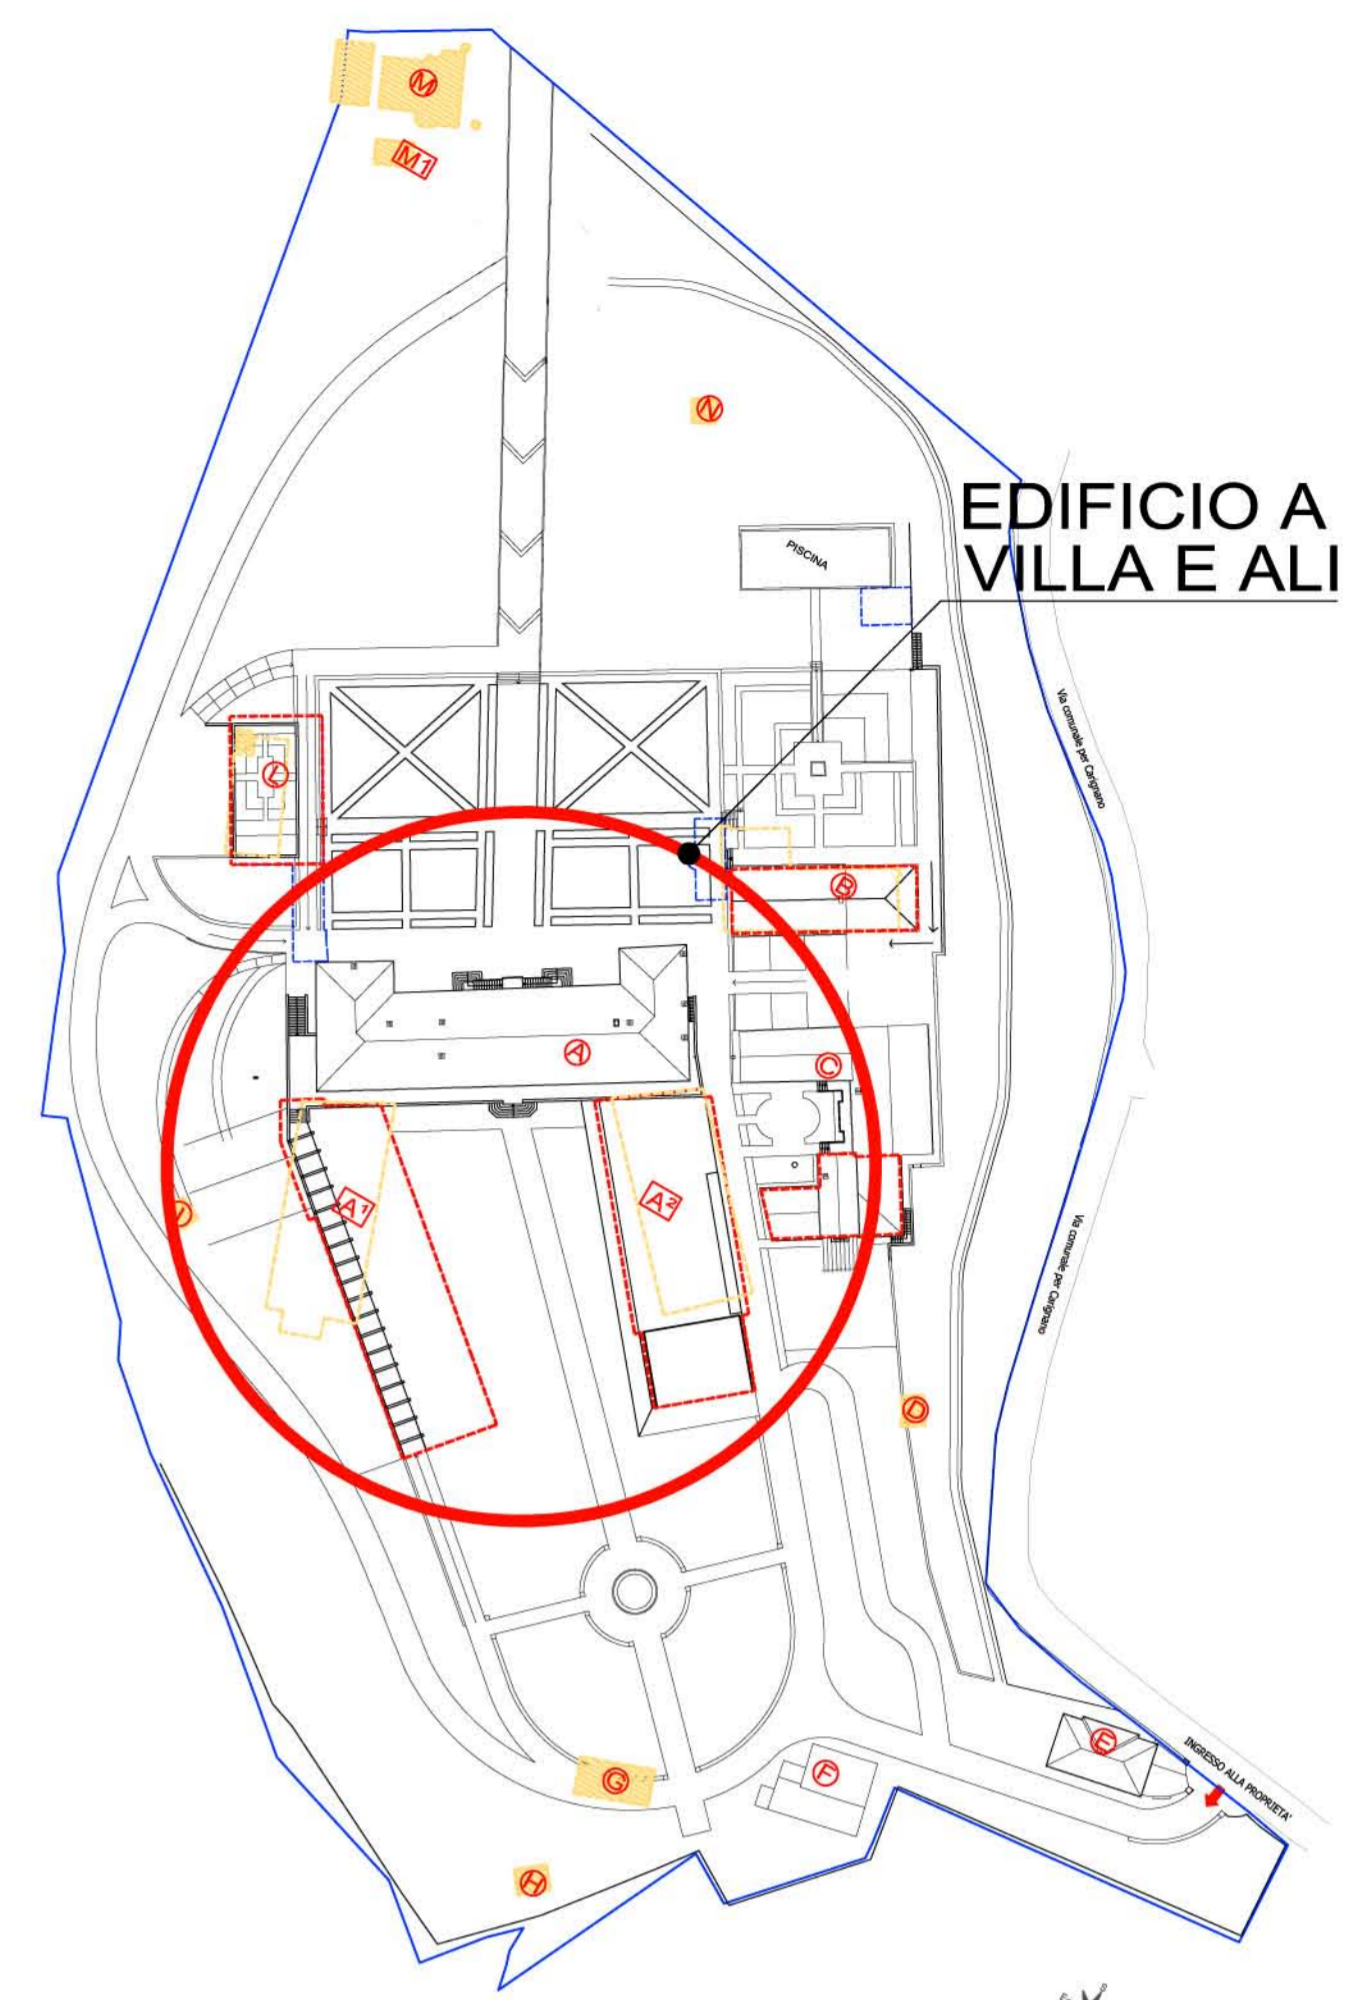 M
M1
N
EDIFICIO A
VILLA E ALI
PISCINA
Via comunale per Carignano
L
B
A
C
A1
A2
I
Via comunale per Carignano
D
E
INGRESSO ALLA PROPRIETA'
F
G
H
S